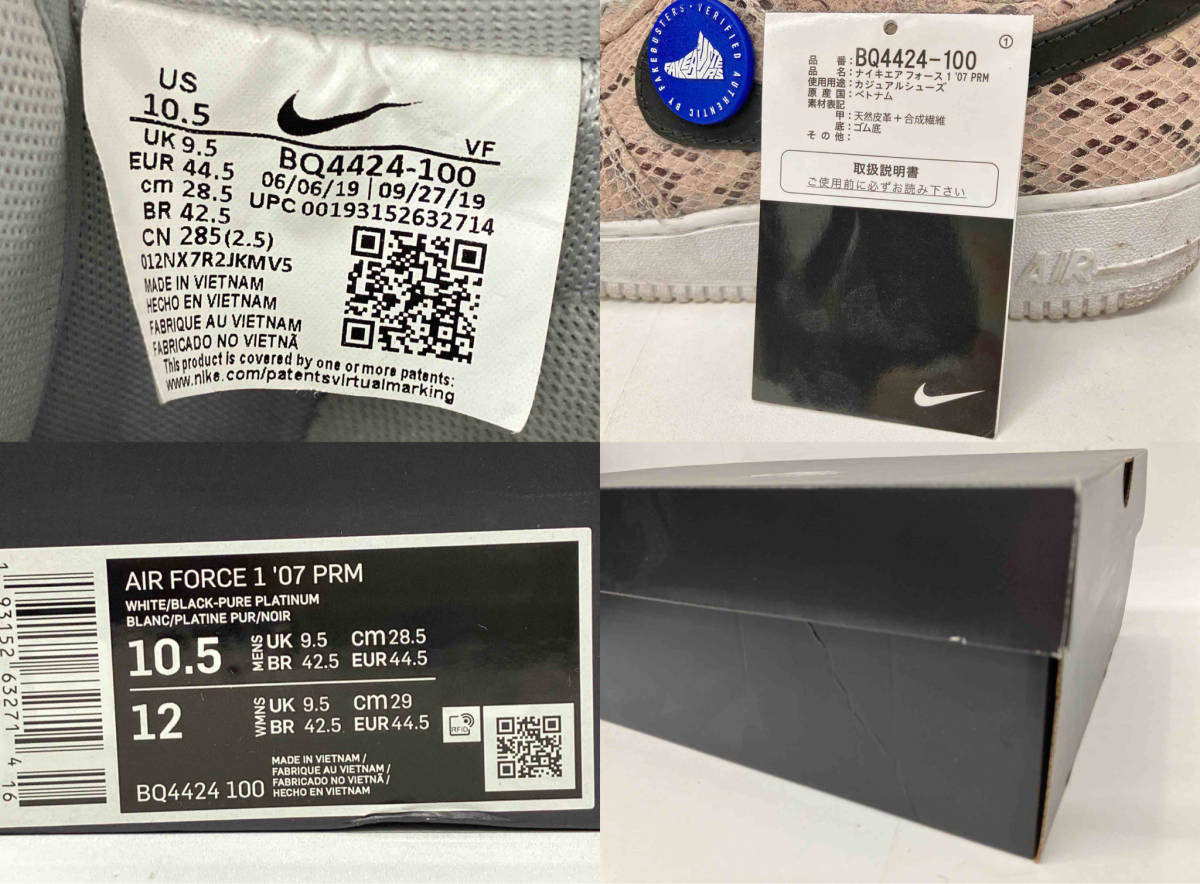 US
10.5
VF
UK 9.5
EUR 44.5
cm 28.5
BR 42.5
CN 285(2.5)
BQ4424-100
06/06/19 | 09/27/19
UPC 00193152632714
012NX7R2JKMV5
MADE IN VIETNAM
HECHO EN VIETNAM
FABRIQUE AU VIETNAM
FABRICADO NO VIETNÃ
This product is covered by one or more patents:
www.nike.com/patentsvirtualmarking
VERIFIED AUTHENTIC BY FAKEBUSTERS
FAKEBUSTERS
①
品 番:BQ4424-100
品 名:ナイキエアフォース1 '07 PRM
使用用途:カジュアルシューズ
原 産 国:ベトナム
素材表記
甲:天然皮革+合成繊維
底:ゴム底
その他:
取扱説明書
ご使用前に必ずお読み下さい
AIR
AIR FORCE 1 '07 PRM
WHITE/BLACK-PURE PLATINUM
BLANC/PLATINE PUR/NOIR
10.5
MENS
UK 9.5 cm 28.5
BR 42.5 EUR 44.5
12
WMNS
UK 9.5 cm 29
BR 42.5 EUR 44.5
RFID
BQ4424 100
MADE IN VIETNAM /
FABRIQUE AU VIETNAM /
FABRICADO NO VIETNÃ /
HECHO EN VIETNAM
1 93152 63271 4 16